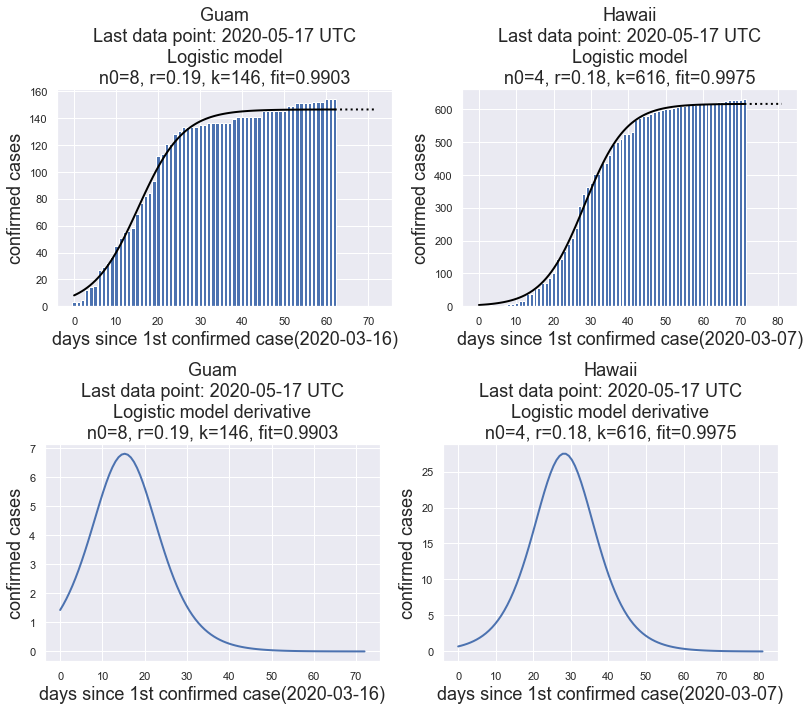 Guam
Last data point: 2020-05-17 UTC
Logistic model
n0=8, r=0.19, k=146, fit=0.9903
160
140
120
100
80
60
40
20
0
confirmed cases
0 10 20 30 40 50 60 70
days since 1st confirmed case(2020-03-16)
Hawaii
Last data point: 2020-05-17 UTC
Logistic model
n0=4, r=0.18, k=616, fit=0.9975
600
500
400
300
200
100
0
confirmed cases
0 10 20 30 40 50 60 70 80
days since 1st confirmed case(2020-03-07)
Guam
Last data point: 2020-05-17 UTC
Logistic model derivative
n0=8, r=0.19, k=146, fit=0.9903
7
6
5
4
3
2
1
0
confirmed cases
0 10 20 30 40 50 60 70
days since 1st confirmed case(2020-03-16)
Hawaii
Last data point: 2020-05-17 UTC
Logistic model derivative
n0=4, r=0.18, k=616, fit=0.9975
25
20
15
10
5
0
confirmed cases
0 10 20 30 40 50 60 70 80
days since 1st confirmed case(2020-03-07)